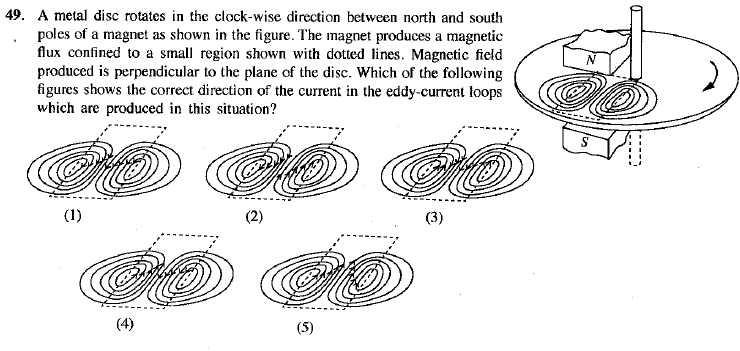 49. A metal disc rotates in the clock-wise direction between north and south
poles of a magnet as shown in the figure. The magnet produces a magnetic
flux confined to a small region shown with dotted lines. Magnetic field
produced is perpendicular to the plane of the disc. Which of the following
figures shows the correct direction of the current in the eddy-current loops
which are produced in this situation?
N
S
(1) (2) (3)
(4) (5)